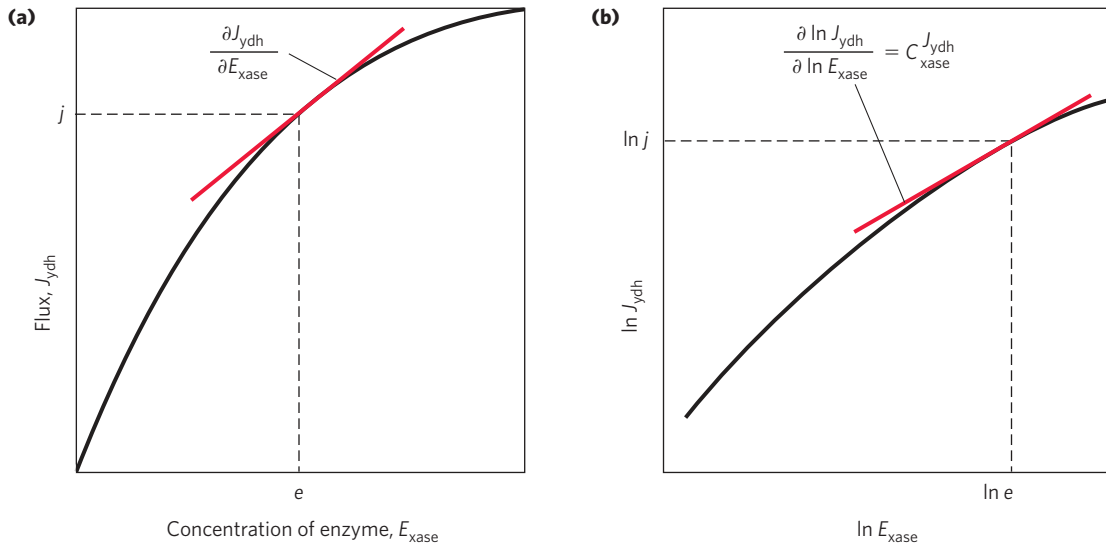 (a)
∂J_ydh
∂E_xase
j
Flux, J_ydh
e
Concentration of enzyme, E_xase
(b)
∂ ln J_ydh
∂ ln E_xase
= C^J_ydh_xase
ln j
ln J_ydh
ln e
ln E_xase